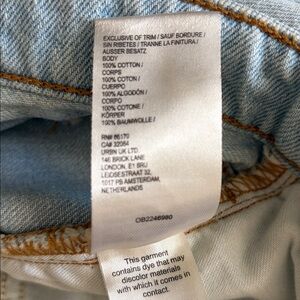 EXCLUSIVE OF TRIM / SAUF BORDURE /
SIN RIBETES / TRANNE LA FINITURA /
AUSSER BESATZ
BODY
100% COTTON /
CORPS
100% COTON /
CUERPO
100% ALGODÓN /
CORPO
100% COTONE /
KÖRPER
100% BAUMWOLLE /
RN# 66170
CA# 32064
URBN UK LTD.
146 BRICK LANE
LONDON, E1 6RU
LEIDSESTRAAT 32,
1017 PB AMSTERDAM,
NETHERLANDS
OB2246980
This garment
contains dye that may
discolor materials
with which it comes in
contact.